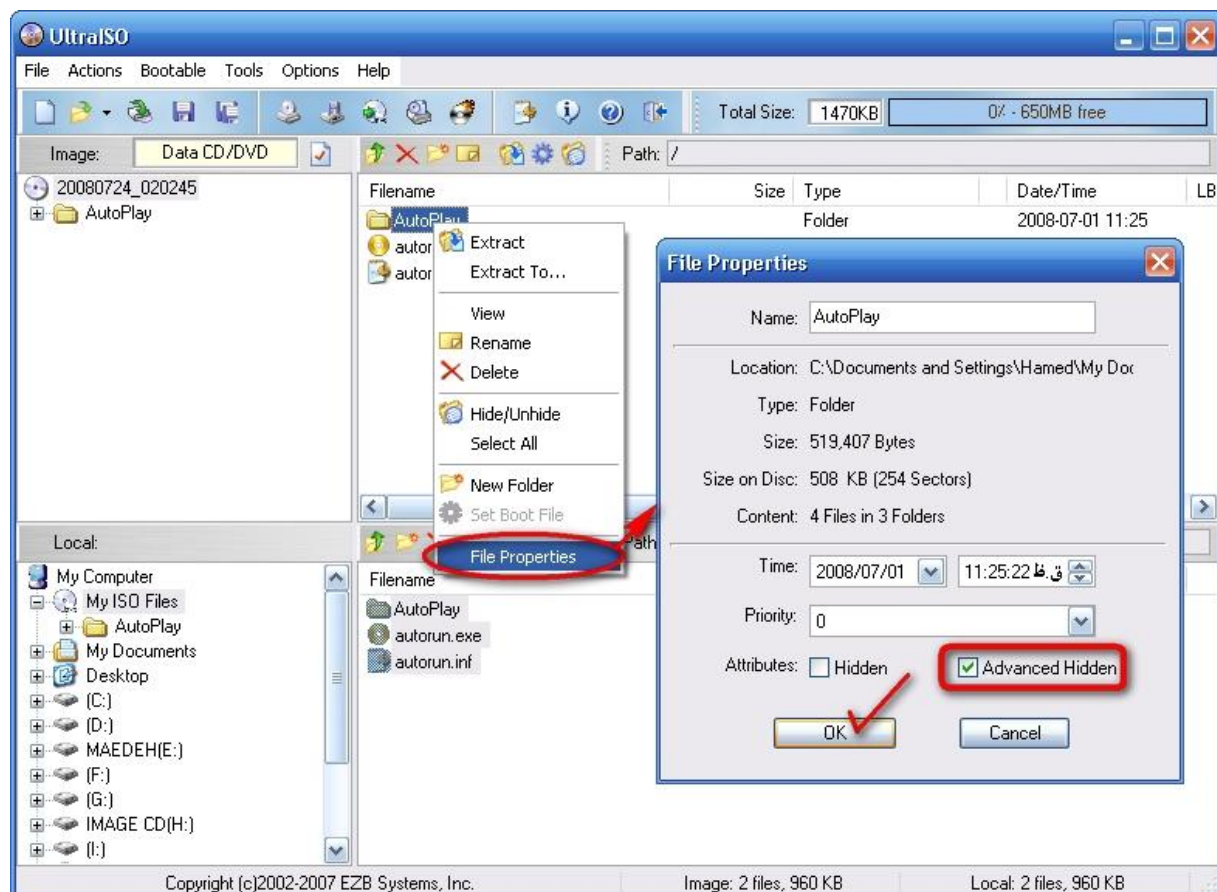 UltraISO
File Actions Bootable Tools Options Help
Total Size: 1470KB 0% - 650MB free
Image: Data CD/DVD Path: /
20080724_020245
AutoPlay
Filename Size Type Date/Time LB
AutoPlay Folder 2008-07-01 11:25
autor
autor
Extract
Extract To...
View
Rename
Delete
Hide/Unhide
Select All
New Folder
Set Boot File
File Properties
File Properties
Name: AutoPlay
Location: C:\Documents and Settings\Hamed\My Doc
Type: Folder
Size: 519,407 Bytes
Size on Disc: 508 KB (254 Sectors)
Content: 4 Files in 3 Folders
Time: 2008/07/01 11:25:22 ق.ظ
Priority: 0
Attributes: Hidden Advanced Hidden
OK Cancel
Local: Path
My Computer
My ISO Files
AutoPlay
My Documents
Desktop
(C:)
(D:)
MAEDEH(E:)
(F:)
(G:)
IMAGE CD(H:)
(I:)
Filename
AutoPlay
autorun.exe
autorun.inf
Copyright (c)2002-2007 EZB Systems, Inc. Image: 2 files, 960 KB Local: 2 files, 960 KB